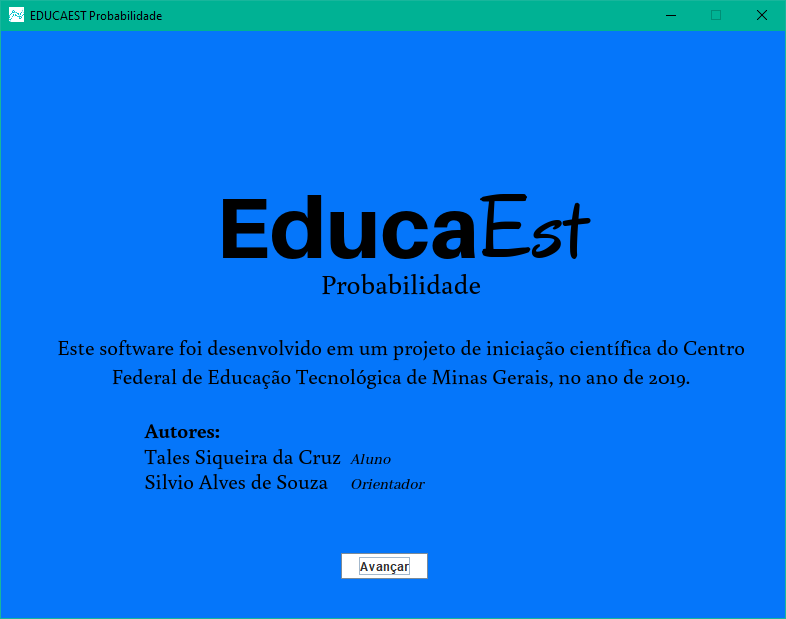 EDUCAEST Probabilidade
EducaEst
Probabilidade
Este software foi desenvolvido em um projeto de iniciação científica do Centro
Federal de Educação Tecnológica de Minas Gerais, no ano de 2019.
Autores:
Tales Siqueira da Cruz Aluno
Silvio Alves de Souza Orientador
Avançar